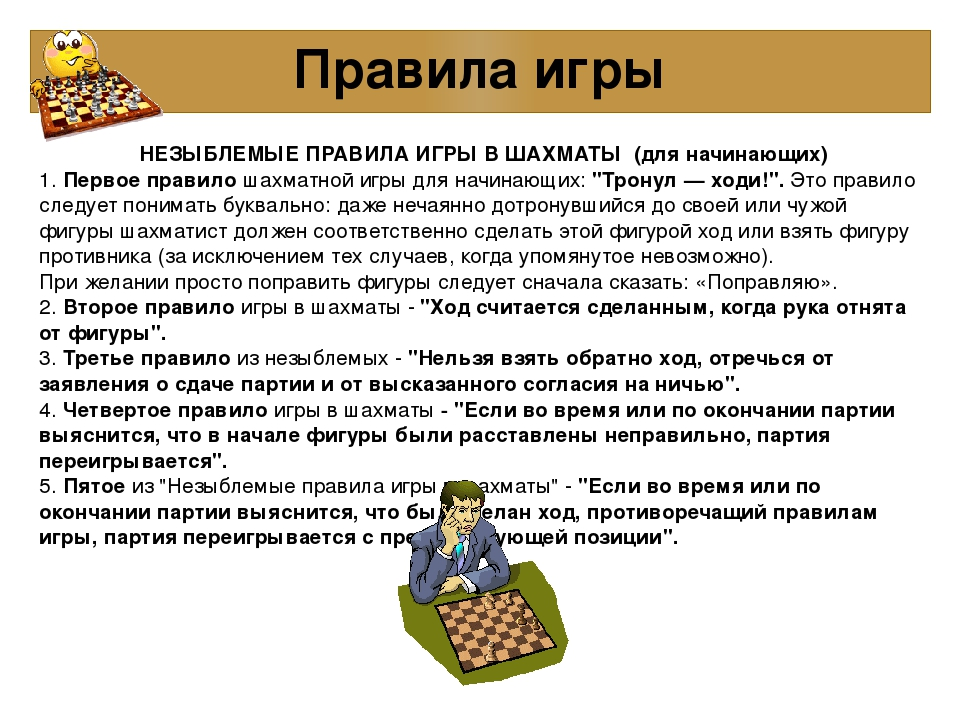 Правила игры
НЕЗЫБЛЕМЫЕ ПРАВИЛА ИГРЫ В ШАХМАТЫ (для начинающих)
1. Первое правило шахматной игры для начинающих: "Тронул — ходи!". Это правило
следует понимать буквально: даже нечаянно дотронувшийся до своей или чужой
фигуры шахматист должен соответственно сделать этой фигурой ход или взять фигуру
противника (за исключением тех случаев, когда упомянутое невозможно).
При желании просто поправить фигуры следует сначала сказать: «Поправляю».
2. Второе правило игры в шахматы - "Ход считается сделанным, когда рука отнята
от фигуры".
3. Третье правило из незыблемых - "Нельзя взять обратно ход, отречься от
заявления о сдаче партии и от высказанного согласия на ничью".
4. Четвертое правило игры в шахматы - "Если во время или по окончании партии
выяснится, что в начале фигуры были расставлены неправильно, партия
переигрывается".
5. Пятое из "Незыблемые правила игры ахматы" - "Если во время или по
окончании партии выяснится, что бы елан ход, противоречащий правилам
игры, партия переигрывается с пре ующей позиции".